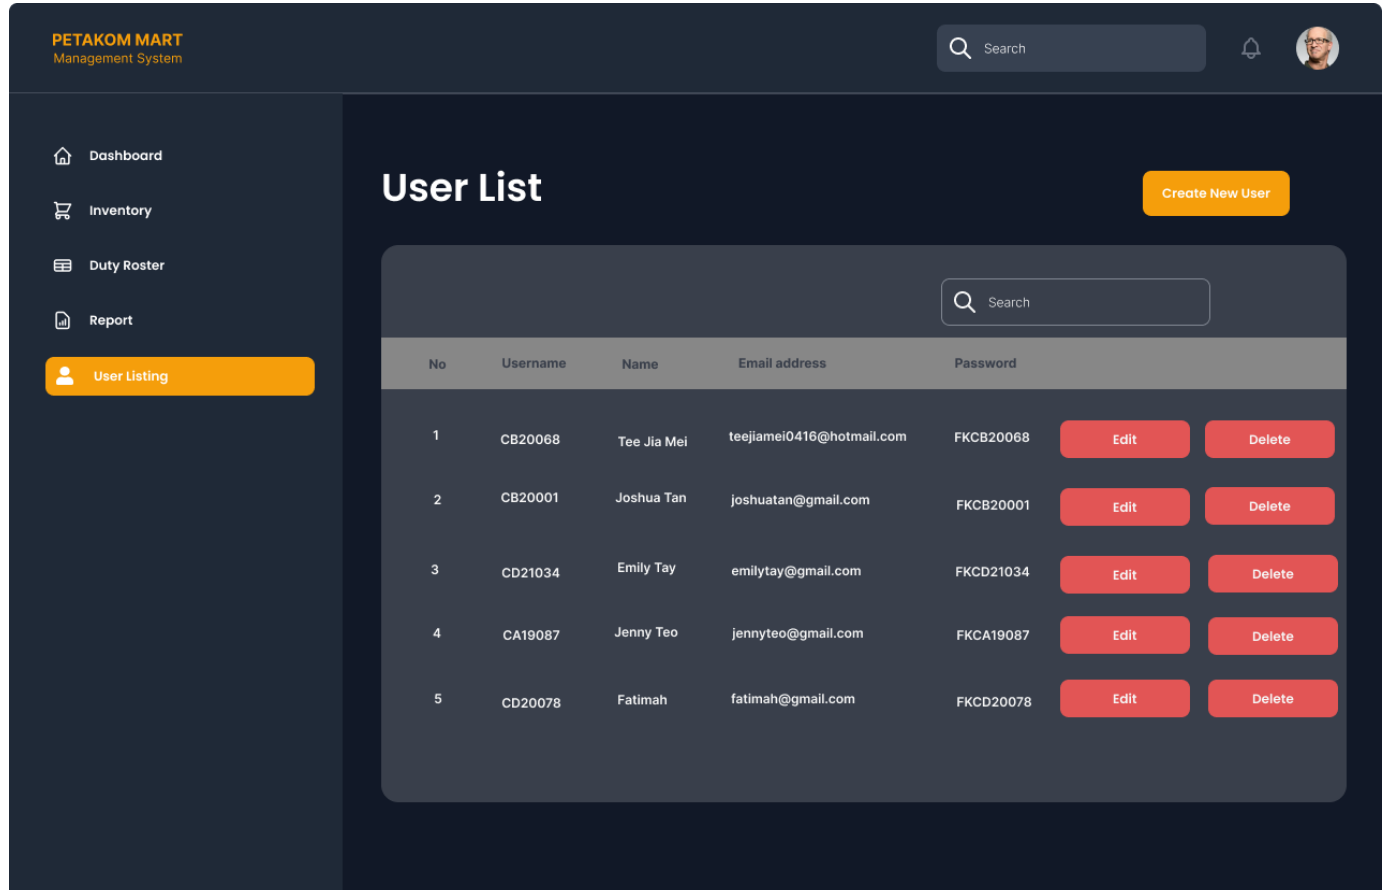 PETAKOM MART
Management System
Search
Dashboard
Inventory
Duty Roster
Report
User Listing
User List
Create New User
Search
No Username Name Email address Password
1 CB20068 Tee Jia Mei teejiamei0416@hotmail.com FKCB20068 Edit Delete
2 CB20001 Joshua Tan joshuatan@gmail.com FKCB20001 Edit Delete
3 CD21034 Emily Tay emilytay@gmail.com FKCD21034 Edit Delete
4 CA19087 Jenny Teo jennyteo@gmail.com FKCA19087 Edit Delete
5 CD20078 Fatimah fatimah@gmail.com FKCD20078 Edit Delete